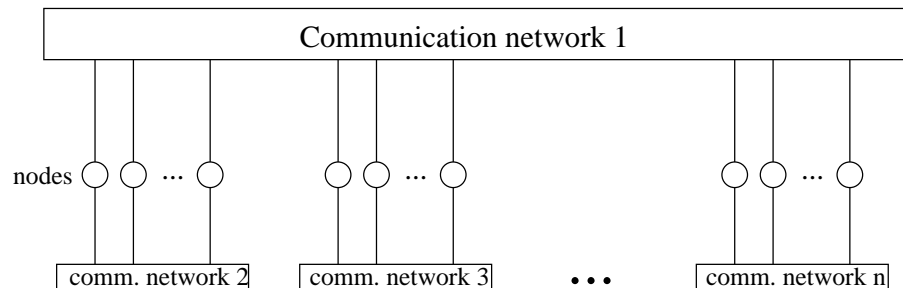 Communication network 1
nodes ... ... ...
comm. network 2 comm. network 3 ... comm. network n